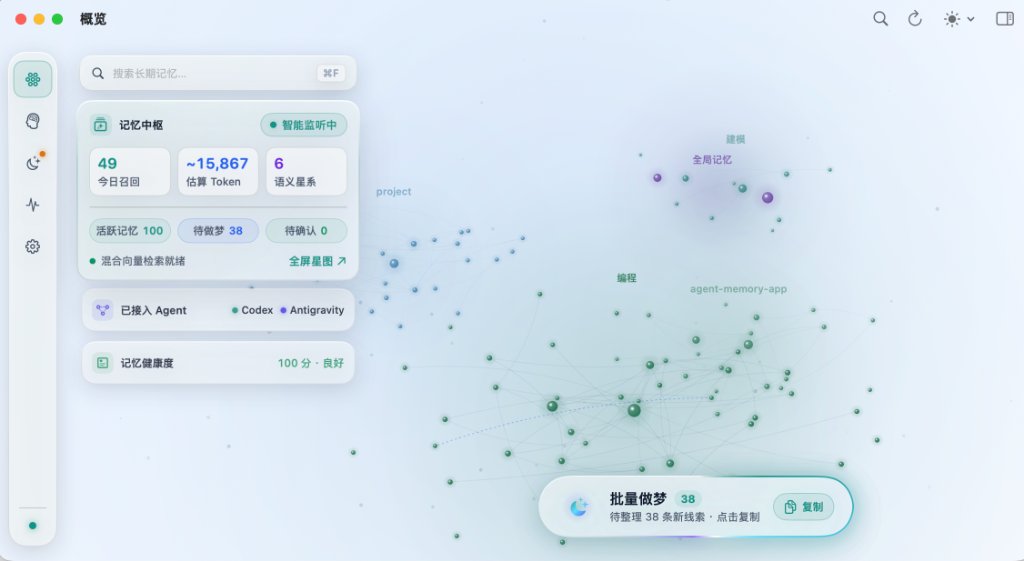 概览
搜索长期记忆...
⌘F
记忆中枢
智能监听中
49
今日召回
~15,867
估算 Token
6
语义星系
活跃记忆 100
待做梦 38
待确认 0
混合向量检索就绪
全屏星图 ↗
已接入 Agent
Codex
Antigravity
记忆健康度
100 分 · 良好
project
建模
全局记忆
编程
agent-memory-app
批量做梦 38
待整理 38 条新线索 · 点击复制
复制